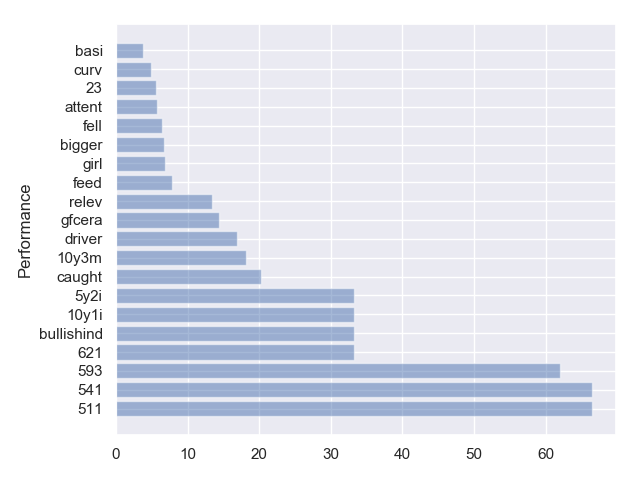 Performance
basi
curv
23
attent
fell
bigger
girl
feed
relev
gfcera
driver
10y3m
caught
5y2i
10y1i
bullishind
621
593
541
511
0 10 20 30 40 50 60